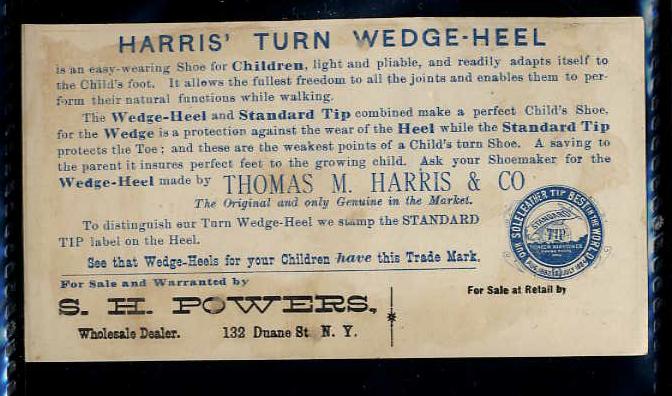 HARRIS' TURN WEDGE-HEEL
is an easy-wearing Shoe for Children, light and pliable, and readily adapts itself to
the Child's foot. It allows the fullest freedom to all the joints and enables them to per-
form their natural functions while walking.
The Wedge-Heel and Standard Tip combined make a perfect Child's Shoe,
for the Wedge is a protection against the wear of the Heel while the Standard Tip
protects the Toe; and these are the weakest points of a Child's turn Shoe. A saving to
the parent it insures perfect feet to the growing child. Ask your Shoemaker for the
Wedge-Heel made by THOMAS M. HARRIS & CO
The Original and only Genuine in the Market.
To distinguish our Turn Wedge-Heel we stamp the STANDARD
TIP label on the Heel.
See that Wedge-Heels for your Children have this Trade Mark.
OUR SOLE LEATHER TIP BEST IN THE WORLD
STANDARD
TIP
For Sale and Warranted by
S. H. POWERS,
Wholesale Dealer. 132 Duane St N. Y.
For Sale at Retail by